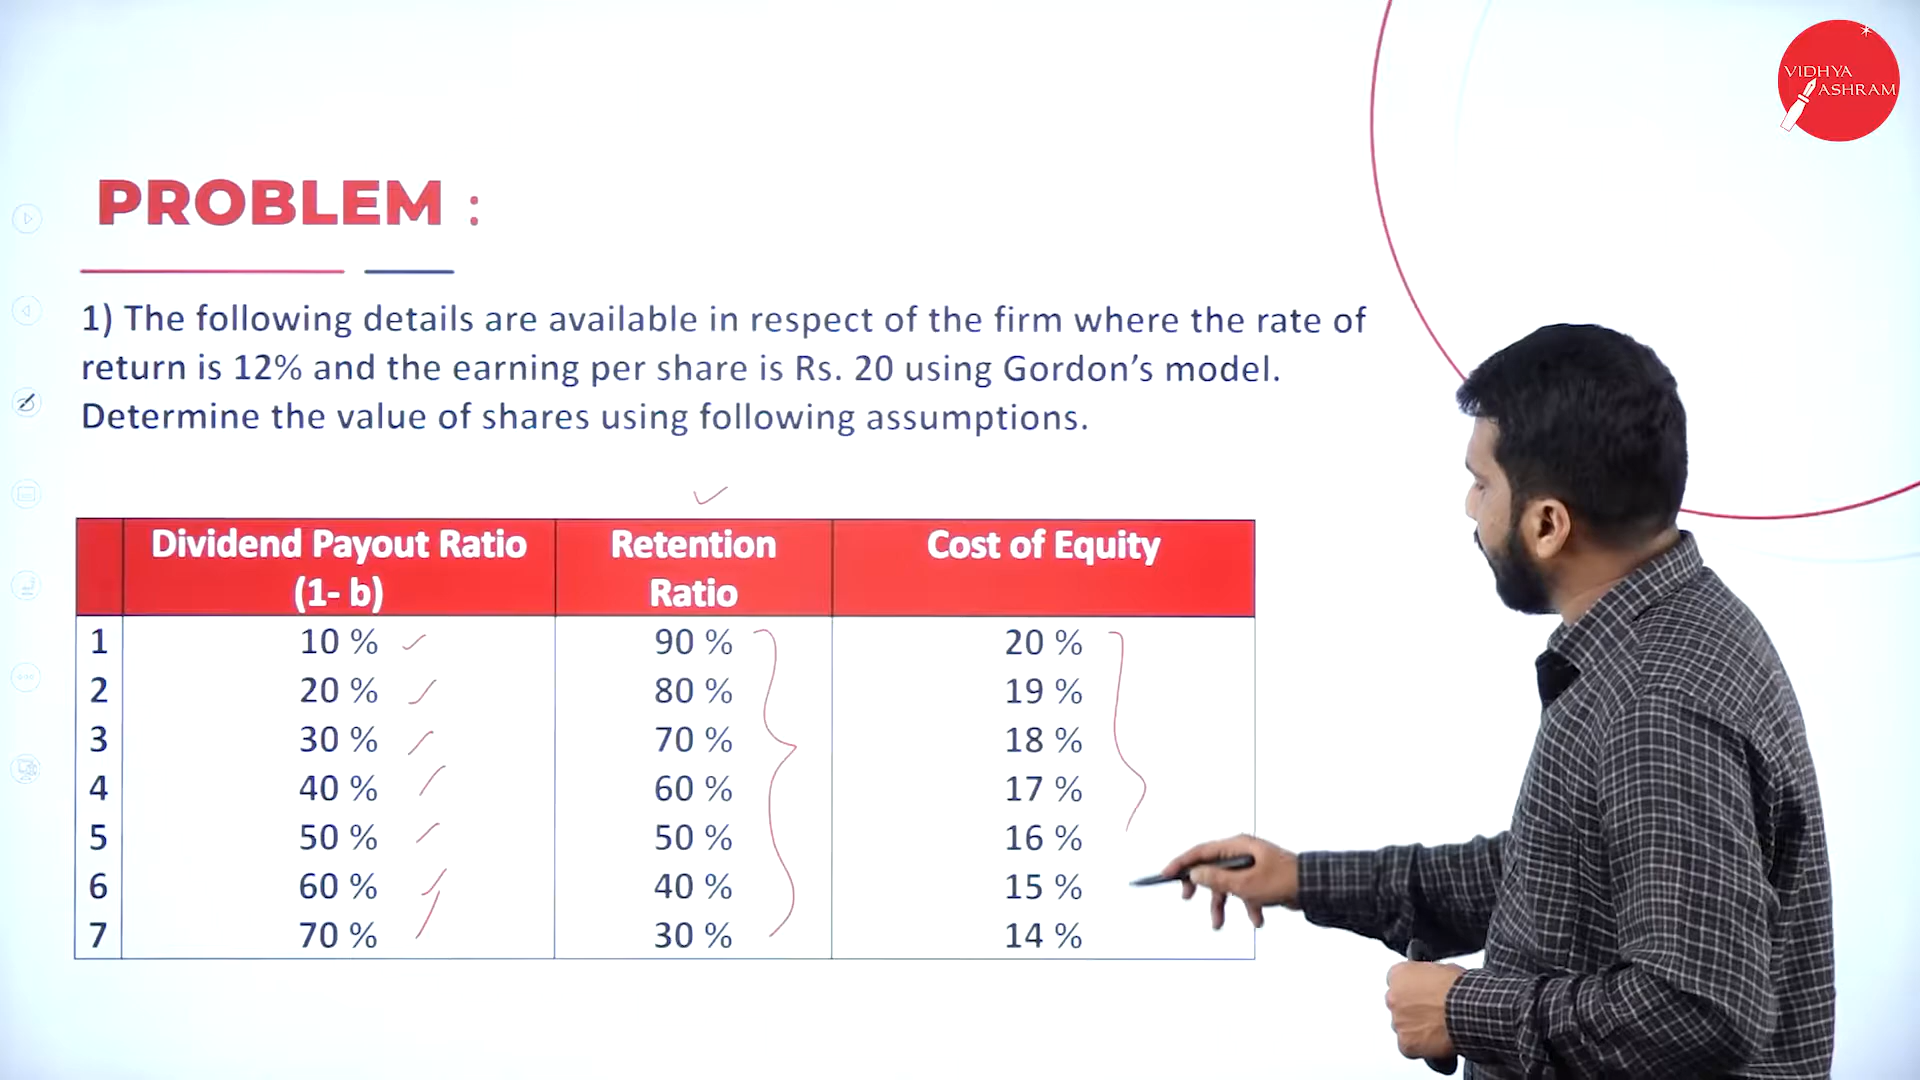 VIDHYA
ASHRAM
PROBLEM :
1) The following details are available in respect of the firm where the rate of
return is 12% and the earning per share is Rs. 20 using Gordon’s model.
Determine the value of shares using following assumptions.
Dividend Payout Ratio (1- b) Retention Ratio Cost of Equity
1 10 % 90 % 20 %
2 20 % 80 % 19 %
3 30 % 70 % 18 %
4 40 % 60 % 17 %
5 50 % 50 % 16 %
6 60 % 40 % 15 %
7 70 % 30 % 14 %